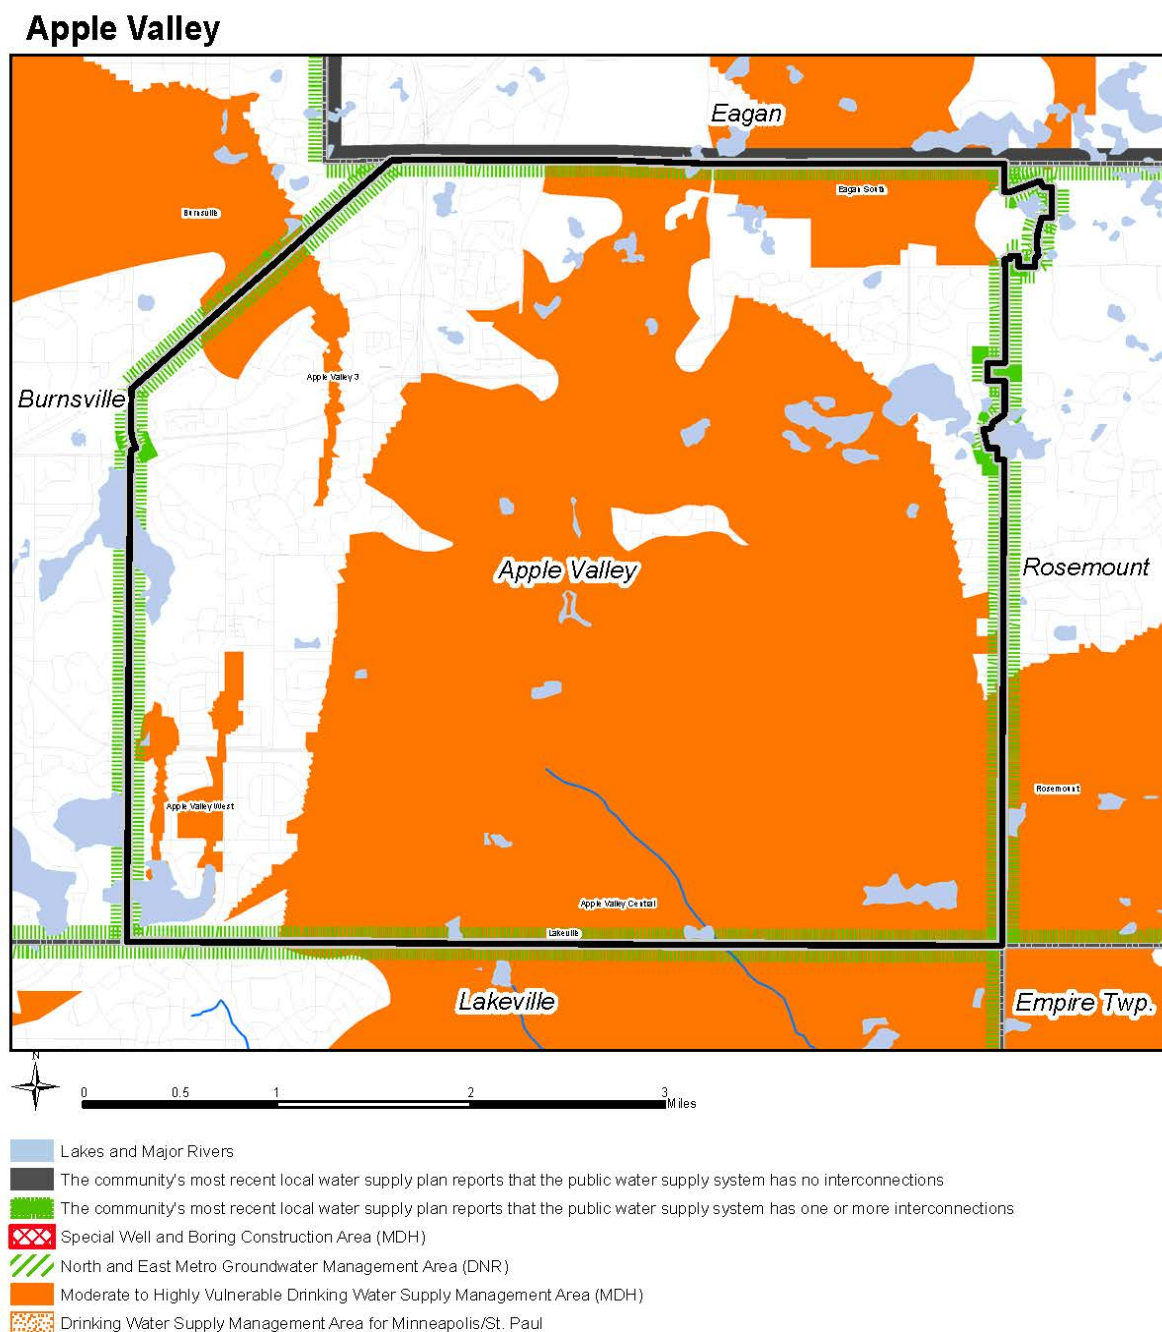 Apple Valley
Eagan
Eagan South
Burnsville
Apple Valley 3
Burnsville
Apple Valley
Rosemount
Rosemount
Apple Valley West
Apple Valley Central
Lakeville
Lakeville
Empire Twp.
N
0 0.5 1 2 3
Miles
Lakes and Major Rivers
The community's most recent local water supply plan reports that the public water supply system has no interconnections
The community's most recent local water supply plan reports that the public water supply system has one or more interconnections
Special Well and Boring Construction Area (MDH)
North and East Metro Groundwater Management Area (DNR)
Moderate to Highly Vulnerable Drinking Water Supply Management Area (MDH)
Drinking Water Supply Management Area for Minneapolis/St. Paul